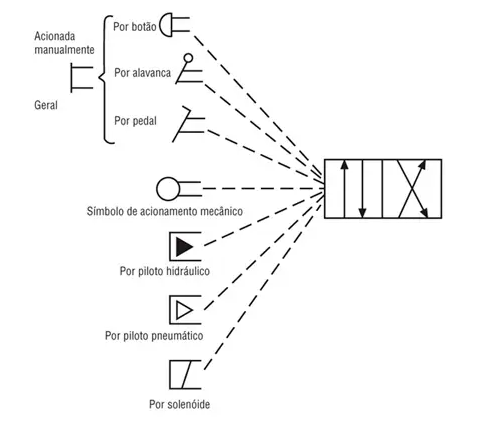 Por botão
Acionada
manualmente
Por alavanca
Geral
Por pedal
Símbolo de acionamento mecânico
Por piloto hidráulico
Por piloto pneumático
Por solenóide